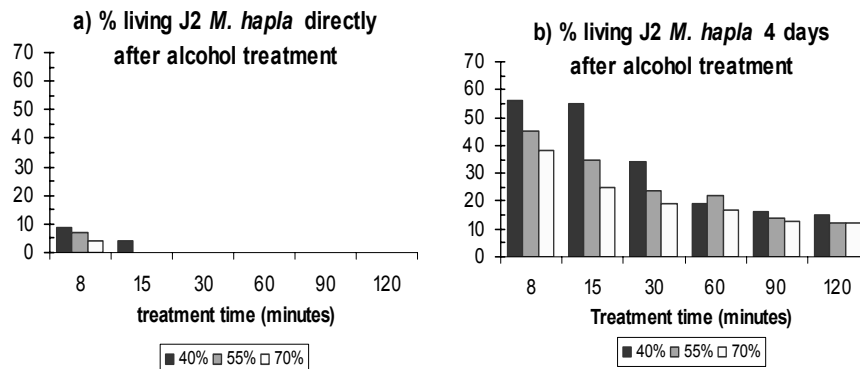 a) % living J2 M. hapla directly
after alcohol treatment
70
60
50
40
30
20
10
0
8 15 30 60 90 120
treatment time (minutes)
40% 55% 70%
b) % living J2 M. hapla 4 days
after alcohol treatment
70
60
50
40
30
20
10
0
8 15 30 60 90 120
Treatment time (minutes)
40% 55% 70%